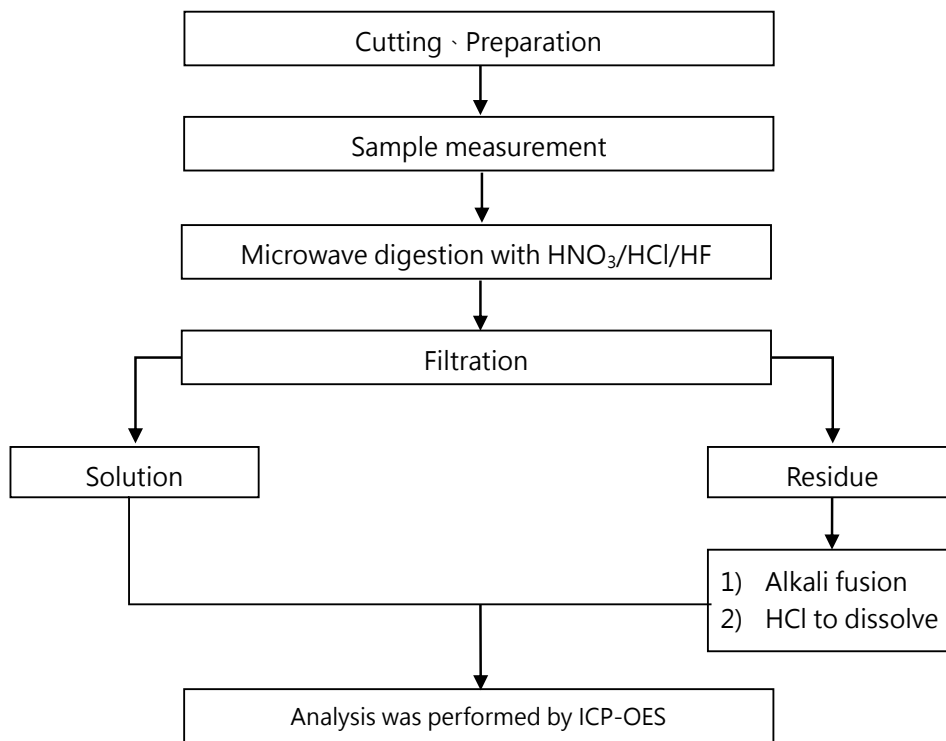 Cutting、Preparation
Sample measurement
Microwave digestion with HNO₃/HCl/HF
Filtration
Solution
Residue
1) Alkali fusion
2) HCl to dissolve
Analysis was performed by ICP-OES